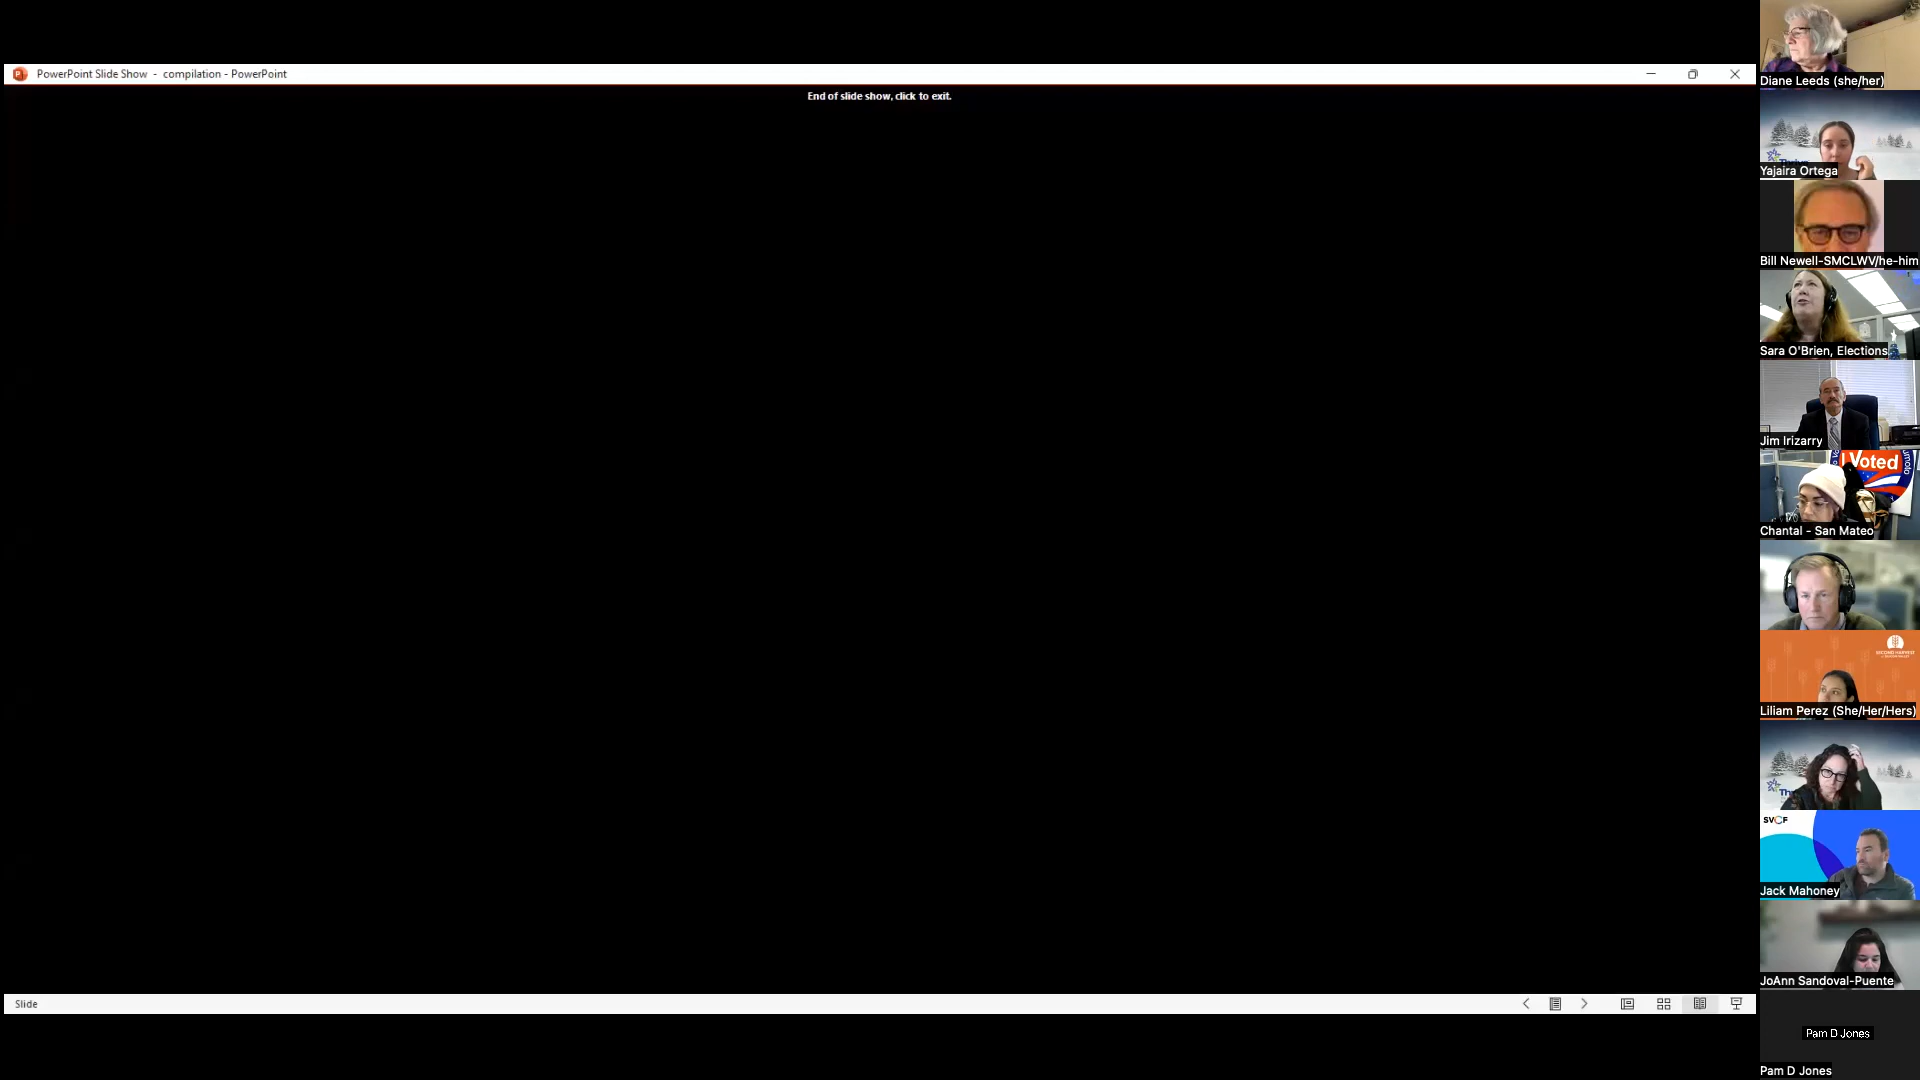 PowerPoint Slide Show - compilation - PowerPoint
End of slide show, click to exit.
Slide
Diane Leeds (she/her)
Yajaira Ortega
Bill Newell-SMCLWV/he-him
Sara O'Brien, Elections
Jim Irizarry
I Voted
Chantal - San Mateo
SECOND HARVEST
Liliam Perez (She/Her/Hers)
SVCF
Jack Mahoney
JoAnn Sandoval-Puente
Pam D Jones
Pam D Jones